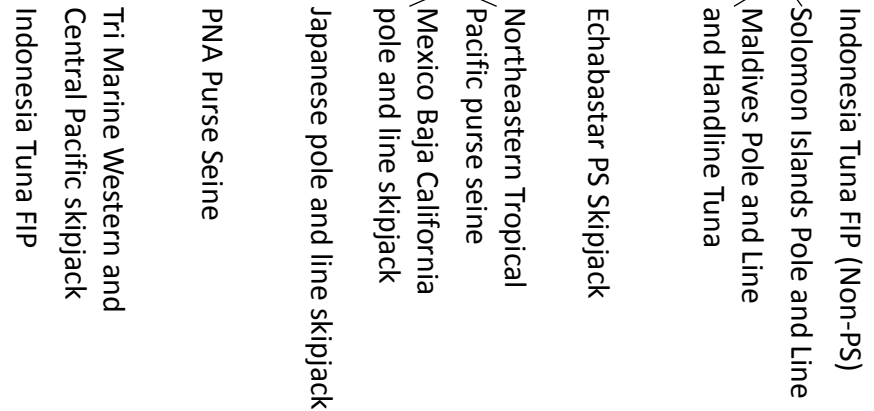 Indonesia Tuna FIP (Non-PS)
Solomon Islands Pole and Line
Maldives Pole and Line
and Handline Tuna
Echabastar PS Skipjack
Northeastern Tropical
Pacific purse seine
Mexico Baja California
pole and line skipjack
Japanese pole and line skipjack
PNA Purse Seine
Tri Marine Western and
Central Pacific skipjack
Indonesia Tuna FIP